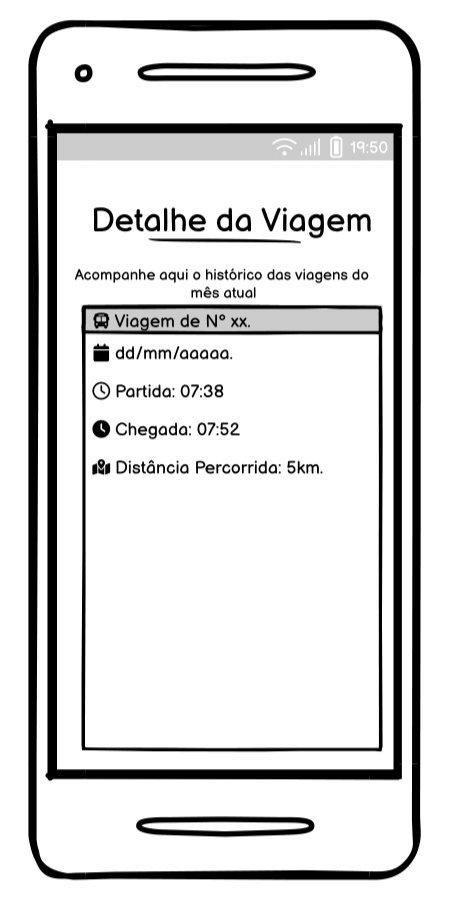 19:50
Detalhe da Viagem
Acompanhe aqui o histórico das viagens do
mês atual
Viagem de Nº xx.
dd/mm/aaaaa.
Partida: 07:38
Chegada: 07:52
Distância Percorrida: 5km.